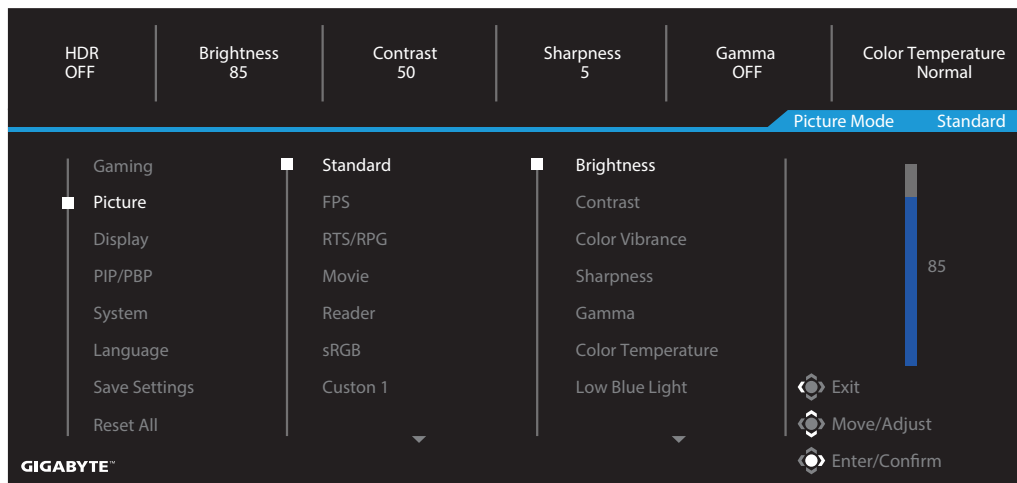 HDR
OFF
Brightness
85
Contrast
50
Sharpness
5
Gamma
OFF
Color Temperature
Normal
Picture Mode Standard
Gaming
Picture
Display
PIP/PBP
System
Language
Save Settings
Reset All
Standard
FPS
RTS/RPG
Movie
Reader
sRGB
Custon 1
Brightness
Contrast
Color Vibrance
Sharpness
Gamma
Color Temperature
Low Blue Light
85
Exit
Move/Adjust
Enter/Confirm
GIGABYTE™